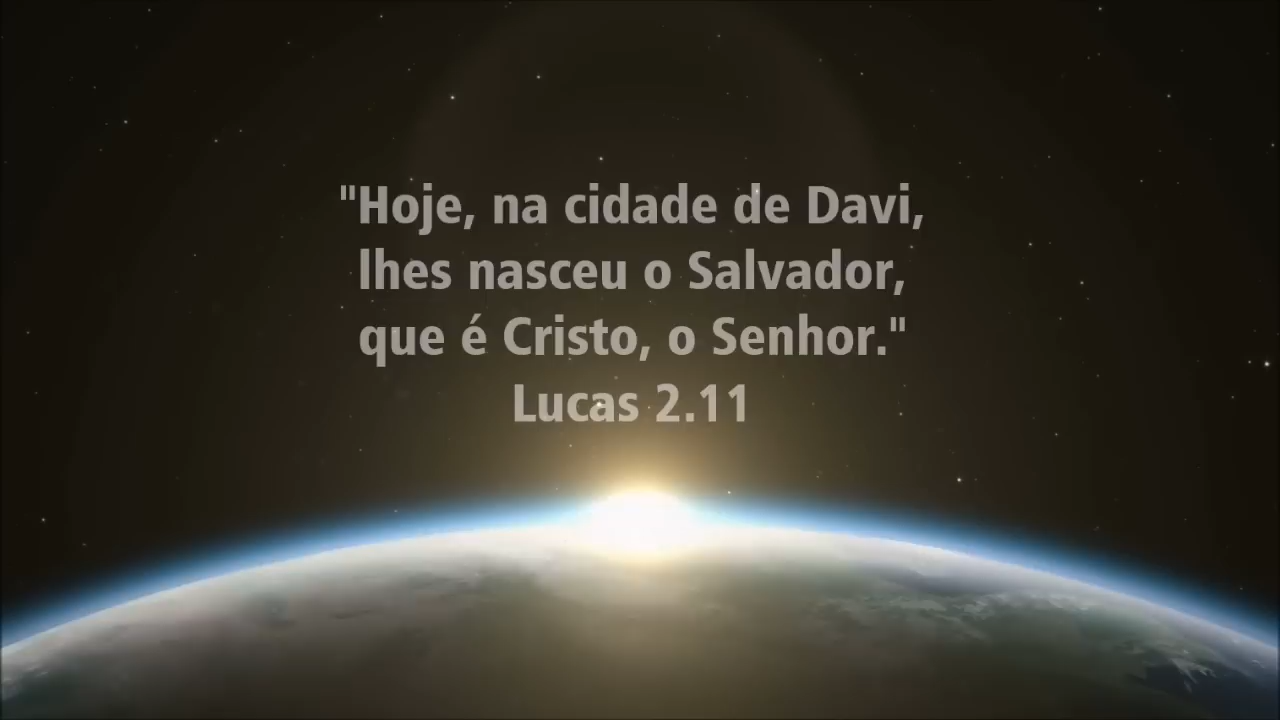 "Hoje, na cidade de Davi,
lhes nasceu o Salvador,
que é Cristo, o Senhor."
Lucas 2.11